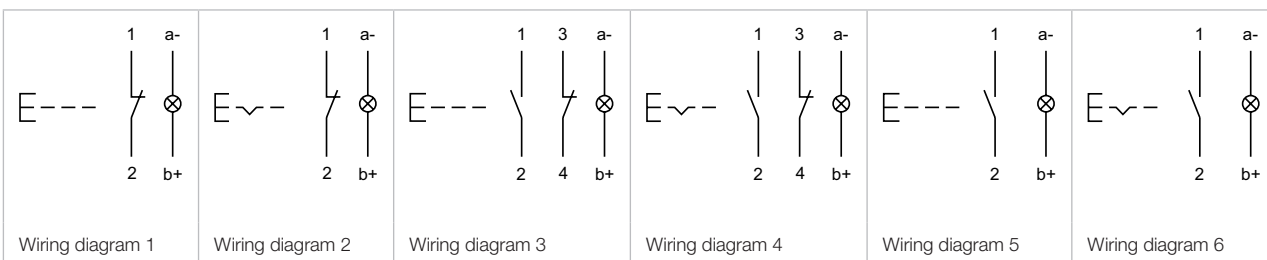 1 a- 1 a- 1 3 a- 1 3 a- 1 a- 1 a-
2 b+ 2 b+ 2 4 b+ 2 4 b+ 2 b+ 2 b+
Wiring diagram 1 Wiring diagram 2 Wiring diagram 3 Wiring diagram 4 Wiring diagram 5 Wiring diagram 6